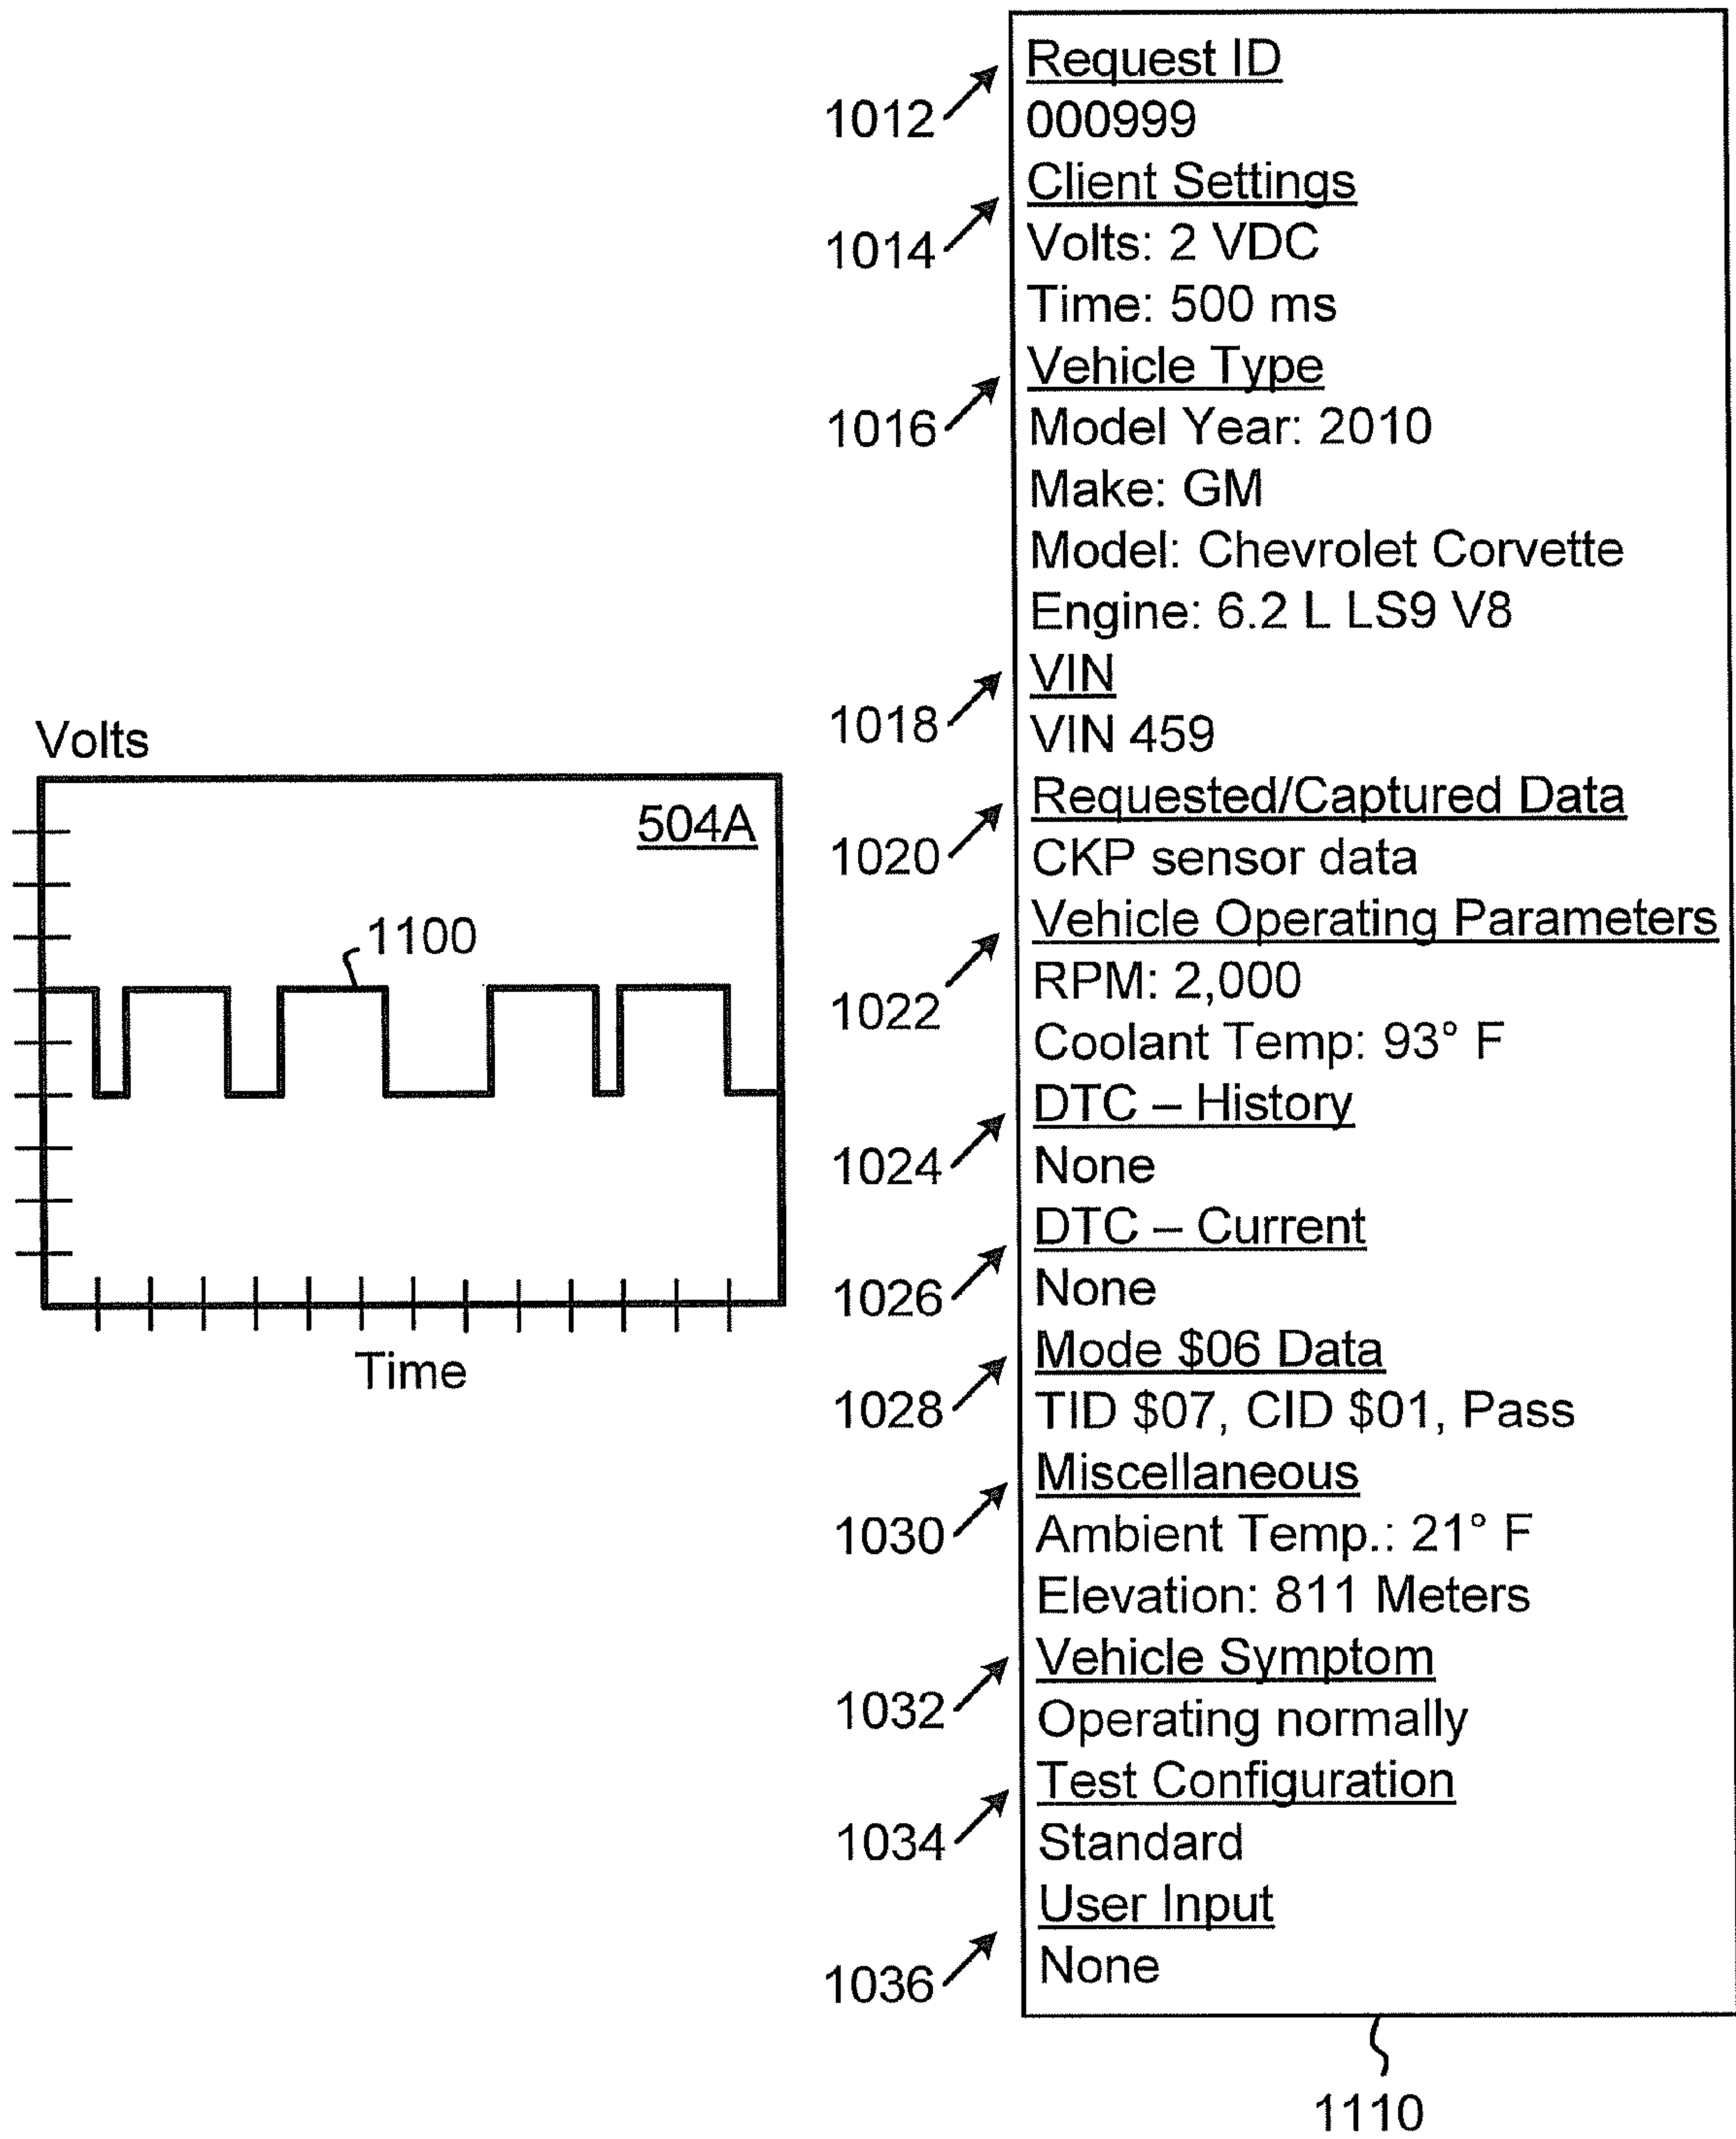 Volts
504A
1100
Time
1012
Request ID
000999
1014
Client Settings
Volts: 2 VDC
Time: 500 ms
1016
Vehicle Type
Model Year: 2010
Make: GM
Model: Chevrolet Corvette
Engine: 6.2 L LS9 V8
1018
VIN
VIN 459
1020
Requested/Captured Data
CKP sensor data
1022
Vehicle Operating Parameters
RPM: 2,000
Coolant Temp: 93° F
1024
DTC – History
None
1026
DTC – Current
None
1028
Mode $06 Data
TID $07, CID $01, Pass
1030
Miscellaneous
Ambient Temp.: 21° F
Elevation: 811 Meters
1032
Vehicle Symptom
Operating normally
1034
Test Configuration
Standard
1036
User Input
None
1110